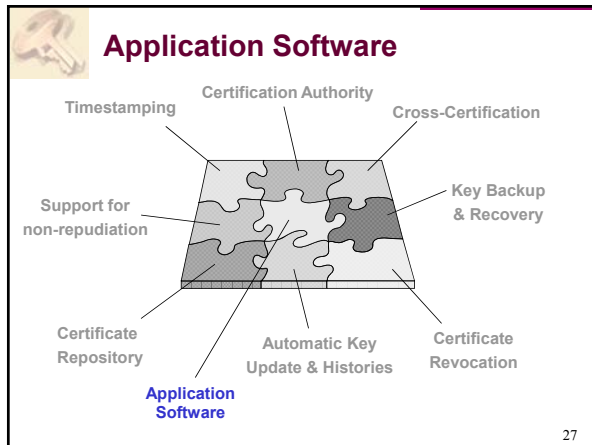 Application Software
Certification Authority
Timestamping
Cross-Certification
Key Backup
& Recovery
Support for
non-repudiation
Certificate
Repository
Automatic Key
Update & Histories
Certificate
Revocation
Application
Software
27